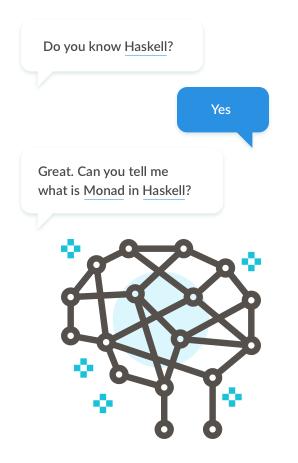 Do you know Haskell?
Yes
Great. Can you tell me
what is Monad in Haskell?